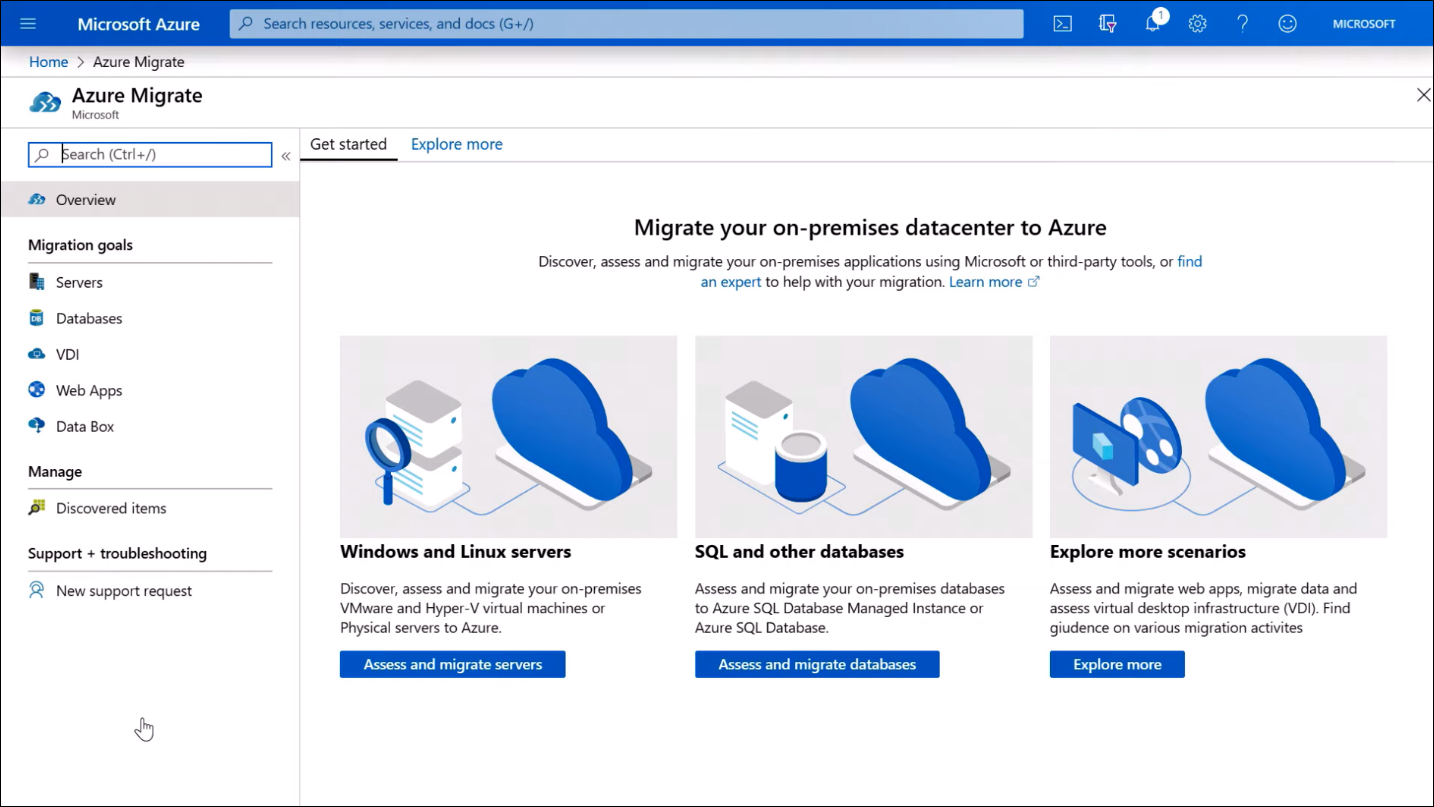 Microsoft Azure
Search resources, services, and docs (G+/)
1
MICROSOFT
Home > Azure Migrate
Azure Migrate
Microsoft
Search (Ctrl+/)
«
Overview
Migration goals
Servers
DB
Databases
VDI
Web Apps
Data Box
Manage
Discovered items
Support + troubleshooting
New support request
Get started
Explore more
Migrate your on-premises datacenter to Azure
Discover, assess and migrate your on-premises applications using Microsoft or third-party tools, or find
an expert to help with your migration. Learn more
Windows and Linux servers
Discover, assess and migrate your on-premises
VMware and Hyper-V virtual machines or
Physical servers to Azure.
Assess and migrate servers
SQL and other databases
Assess and migrate your on-premises databases
to Azure SQL Database Managed Instance or
Azure SQL Database.
Assess and migrate databases
Explore more scenarios
Assess and migrate web apps, migrate data and
assess virtual desktop infrastructure (VDI). Find
giudence on various migration activites
Explore more